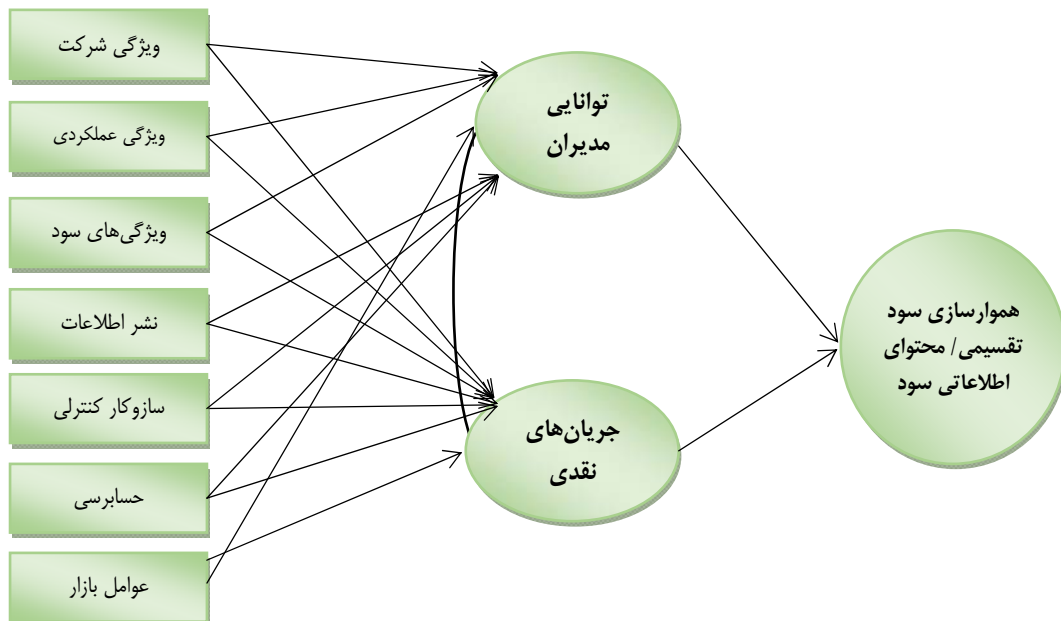 ویژگی شرکت
ویژگی عملکردی
ویژگی‌های سود
نشر اطلاعات
سازوکار کنترلی
حسابرسی
عوامل بازار
توانایی
مدیران
جریان‌های
نقدی
هموارسازی سود
تقسیمی/ محتوای
اطلاعاتی سود